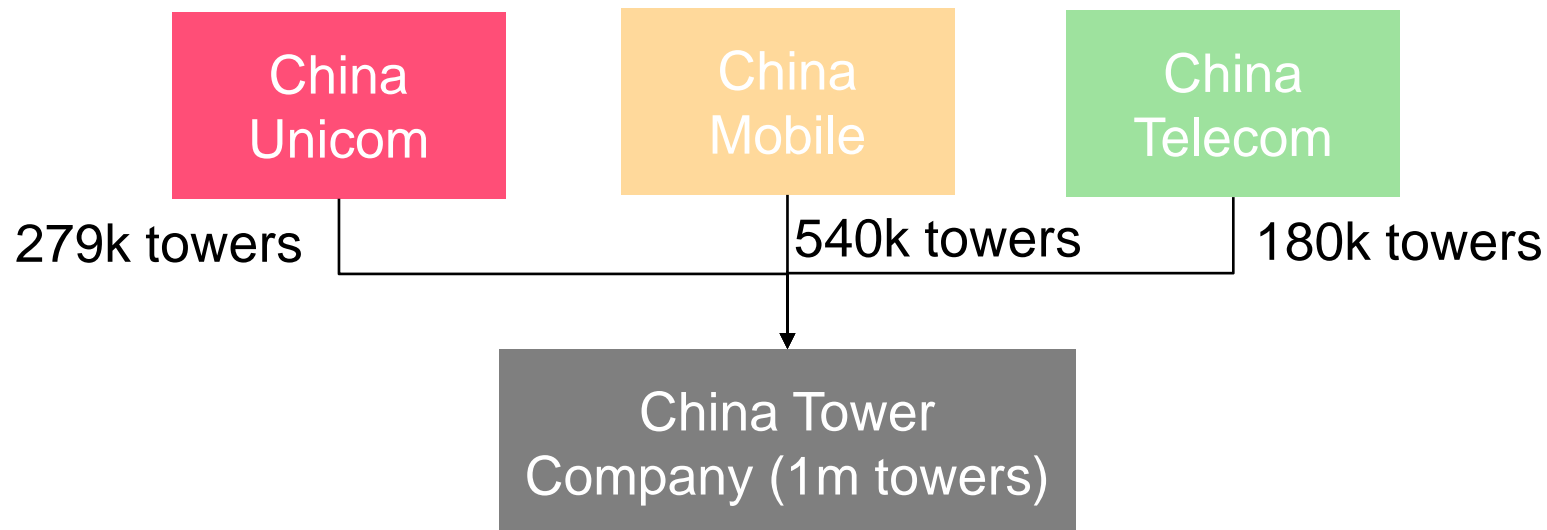 China
Unicom
China
Mobile
China
Telecom
279k towers
540k towers
180k towers
China Tower
Company (1m towers)